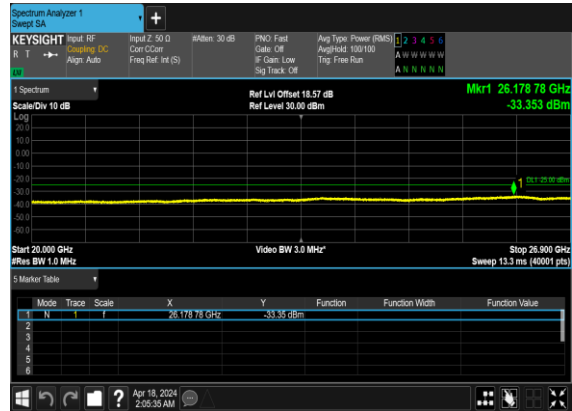 Spectrum Analyzer 1
Swept SA
+
KEYSIGHT Input: RF Input Z: 50 Ω #Atten: 30 dB PNO: Fast Avg Type: Power (RMS) 1 2 3 4 5 6
R T Coupling: DC Corr CCorr Gate: Off Avg|Hold: 100/100 A W W W W W
Align: Auto Freq Ref: Int (S) IF Gain: Low Trig: Free Run
Sig Track: Off A N N N N N
1 Spectrum Ref Lvl Offset 18.57 dB Mkr1 26.178 78 GHz
Scale/Div 10 dB Ref Level 30.00 dBm -33.353 dBm
Log
20.0
10.0
0.00
-10.0
-20.0
1 DL1 -25.00 dBm
-30.0
-40.0
-50.0
-60.0
Start 20.000 GHz Video BW 3.0 MHz* Stop 26.900 GHz
#Res BW 1.0 MHz Sweep 13.3 ms (40001 pts)
5 Marker Table
Mode Trace Scale X Y Function Function Width Function Value
1 N 1 f 26.178 78 GHz -33.35 dBm
2
3
4
5
6
? Apr 18, 2024
2:05:35 AM